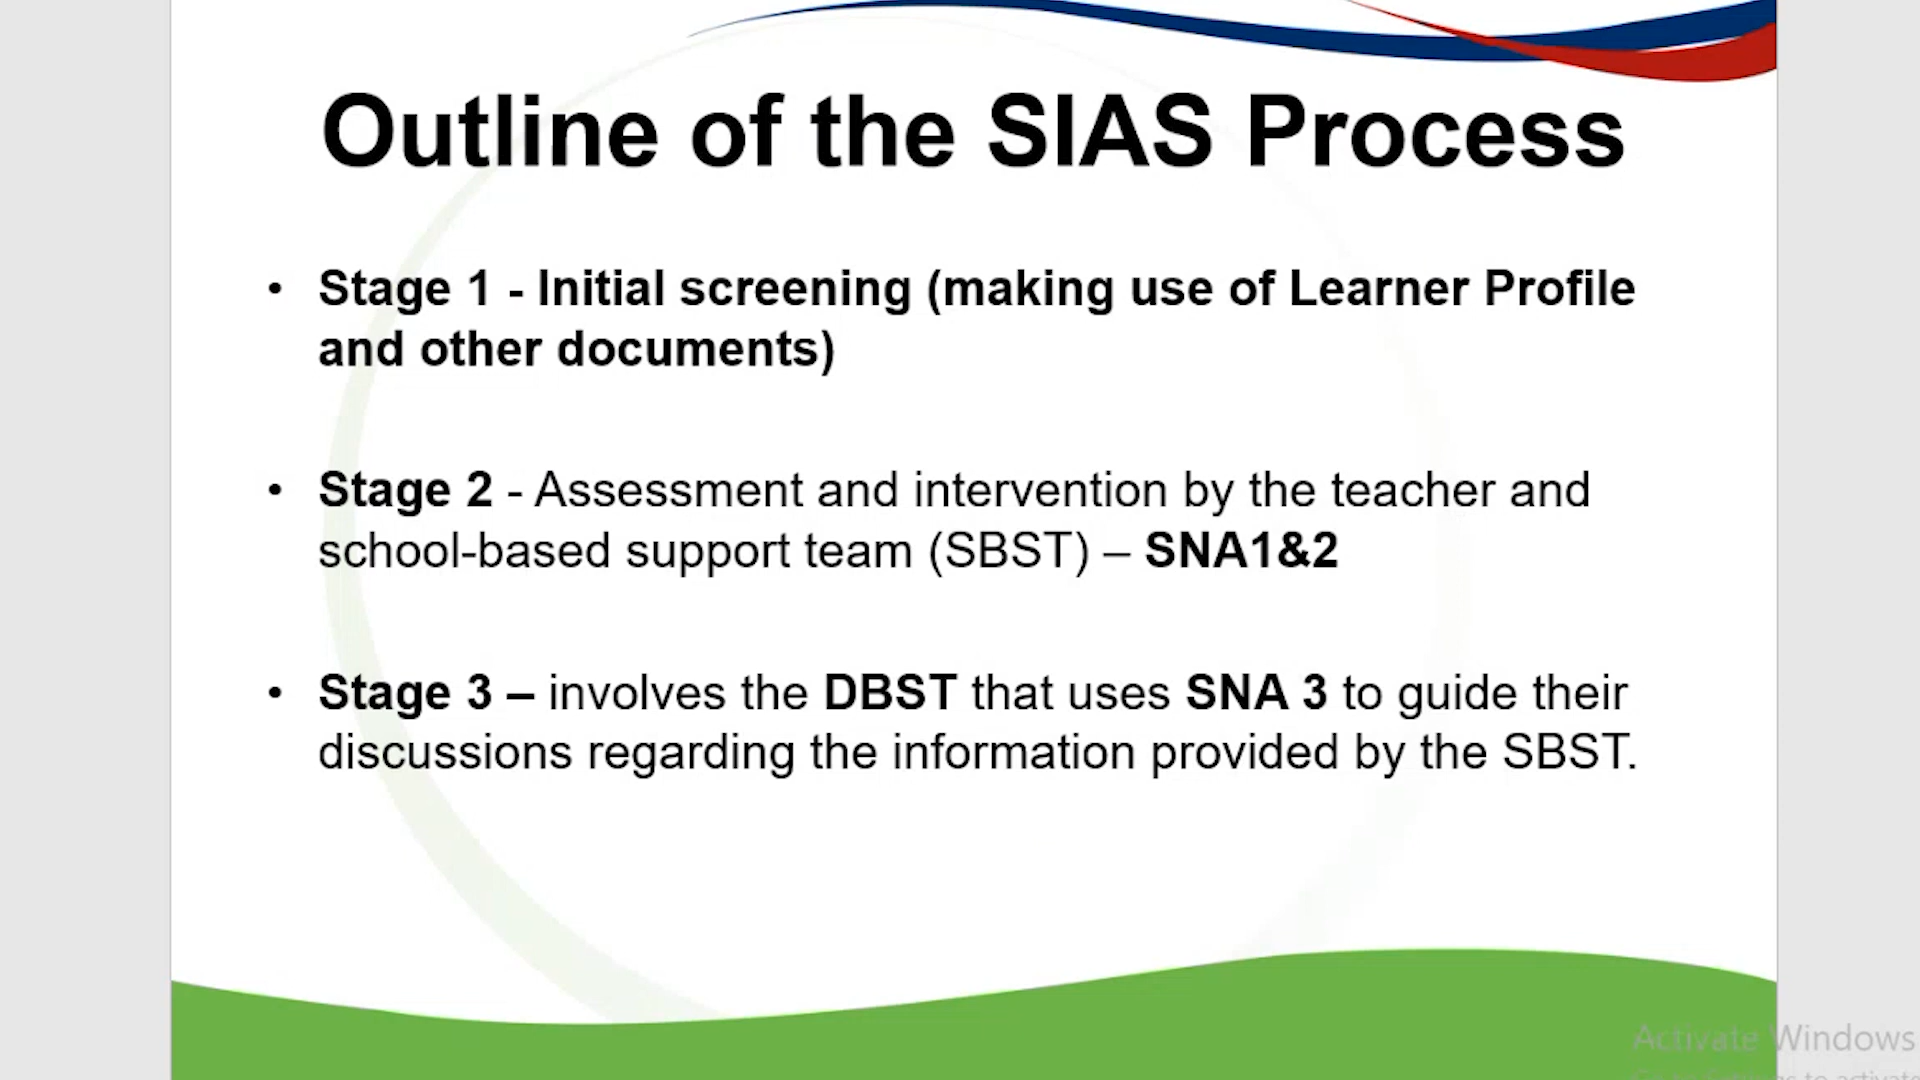 Outline of the SIAS Process
• Stage 1 - Initial screening (making use of Learner Profile
and other documents)
• Stage 2 - Assessment and intervention by the teacher and
school-based support team (SBST) – SNA1&2
• Stage 3 – involves the DBST that uses SNA 3 to guide their
discussions regarding the information provided by the SBST.
Activate Windows